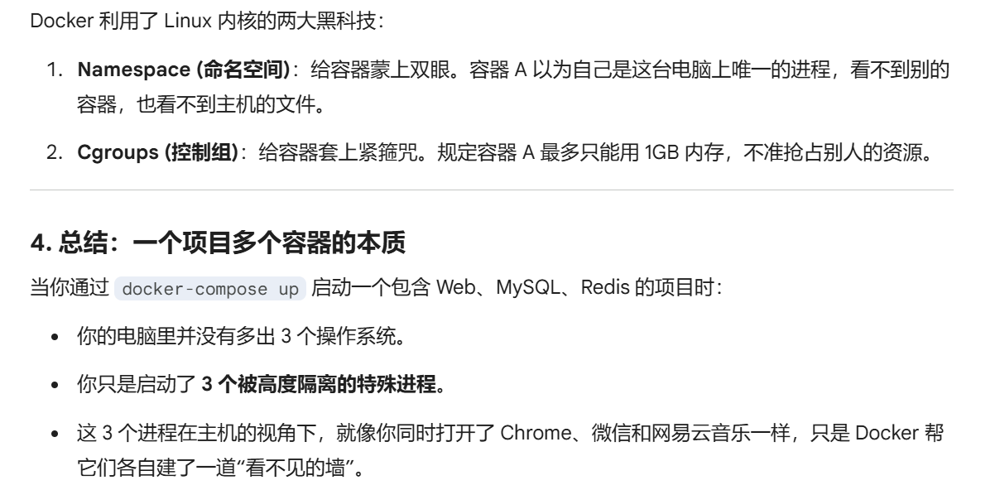 Docker 利用了 Linux 内核的两大黑科技：
1. Namespace (命名空间)：给容器蒙上双眼。容器 A 以为自己是这台电脑上唯一的进程，看不到别的
容器，也看不到主机的文件。
2. Cgroups (控制组)：给容器套上紧箍咒。规定容器 A 最多只能用 1GB 内存，不准抢占别人的资源。
4. 总结：一个项目多个容器的本质
当你通过 docker-compose up 启动一个包含 Web、MySQL、Redis 的项目时：
• 你的电脑里并没有多出 3 个操作系统。
• 你只是启动了 3 个被高度隔离的特殊进程。
• 这 3 个进程在主机的视角下，就像你同时打开了 Chrome、微信和网易云音乐一样，只是 Docker 帮
它们各自建了一道“看不见的墙”。